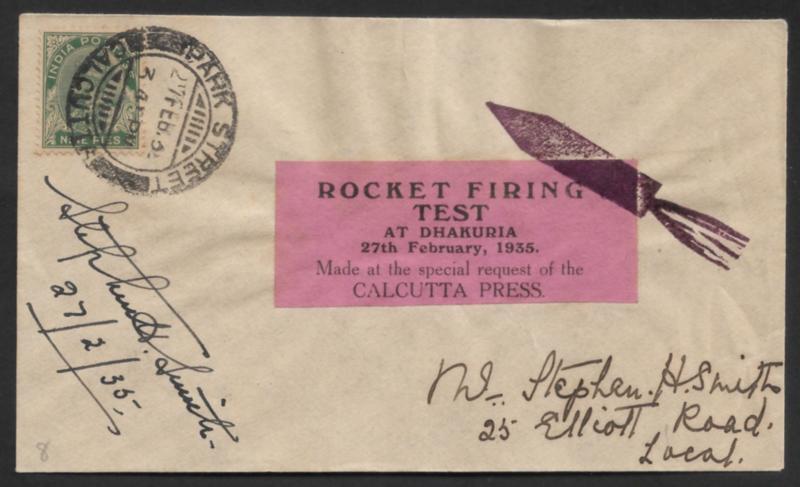 INDIA POSTAGE
NINE PIES
PARK STREET
CALCUTTA
27 FEB. 3
ROCKET FIRING
TEST
AT DHAKURIA
27th February, 1935.
Made at the special request of the
CALCUTTA PRESS.
Stephen H. Smith
27/2/35.
Mr. Stephen. H. Smith
25 Elliott Road.
Local.
8